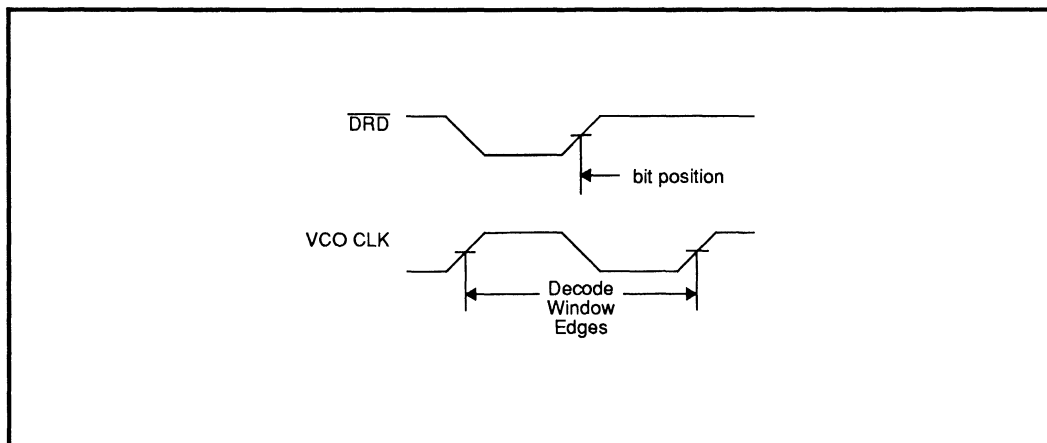 DRD
bit position
VCO CLK
Decode
Window
Edges